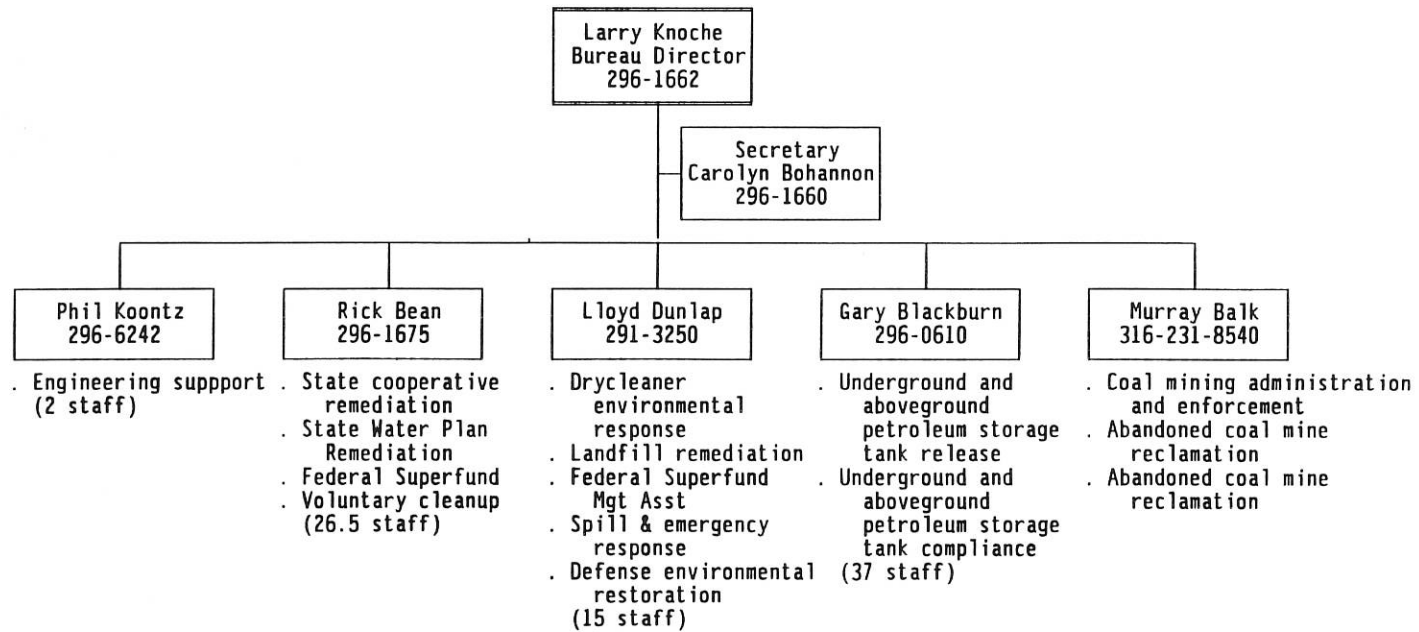 Larry Knoche
Bureau Director
296-1662
Secretary
Carolyn Bohannon
296-1660
Phil Koontz
296-6242
. Engineering suppport
(2 staff)
Rick Bean
296-1675
. State cooperative
remediation
. State Water Plan
Remediation
. Federal Superfund
. Voluntary cleanup
(26.5 staff)
Lloyd Dunlap
291-3250
. Drycleaner
environmental
response
. Landfill remediation
. Federal Superfund
Mgt Asst
. Spill & emergency
response
. Defense environmental
restoration
(15 staff)
Gary Blackburn
296-0610
. Underground and
aboveground
petroleum storage
tank release
. Underground and
aboveground
petroleum storage
tank compliance
(37 staff)
Murray Balk
316-231-8540
. Coal mining administration
and enforcement
. Abandoned coal mine
reclamation
. Abandoned coal mine
reclamation